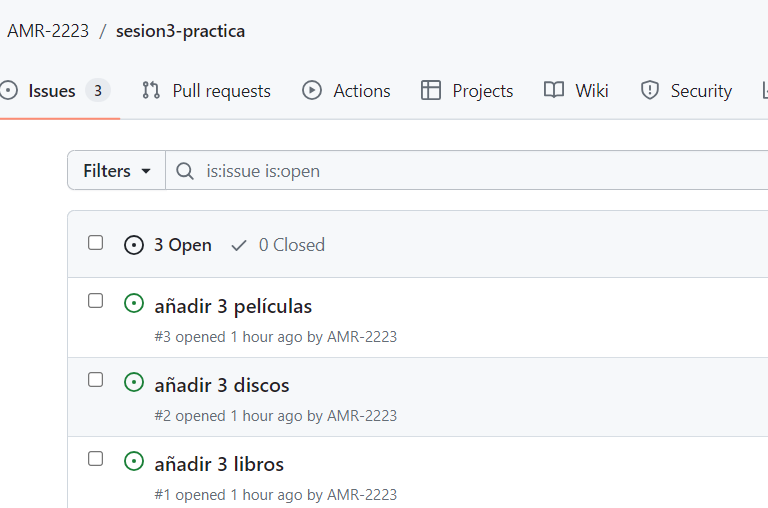 AMR-2223 / sesion3-practica
Issues 3 Pull requests Actions Projects Wiki Security
Filters is:issue is:open
3 Open 0 Closed
añadir 3 películas
#3 opened 1 hour ago by AMR-2223
añadir 3 discos
#2 opened 1 hour ago by AMR-2223
añadir 3 libros
#1 opened 1 hour ago by AMR-2223